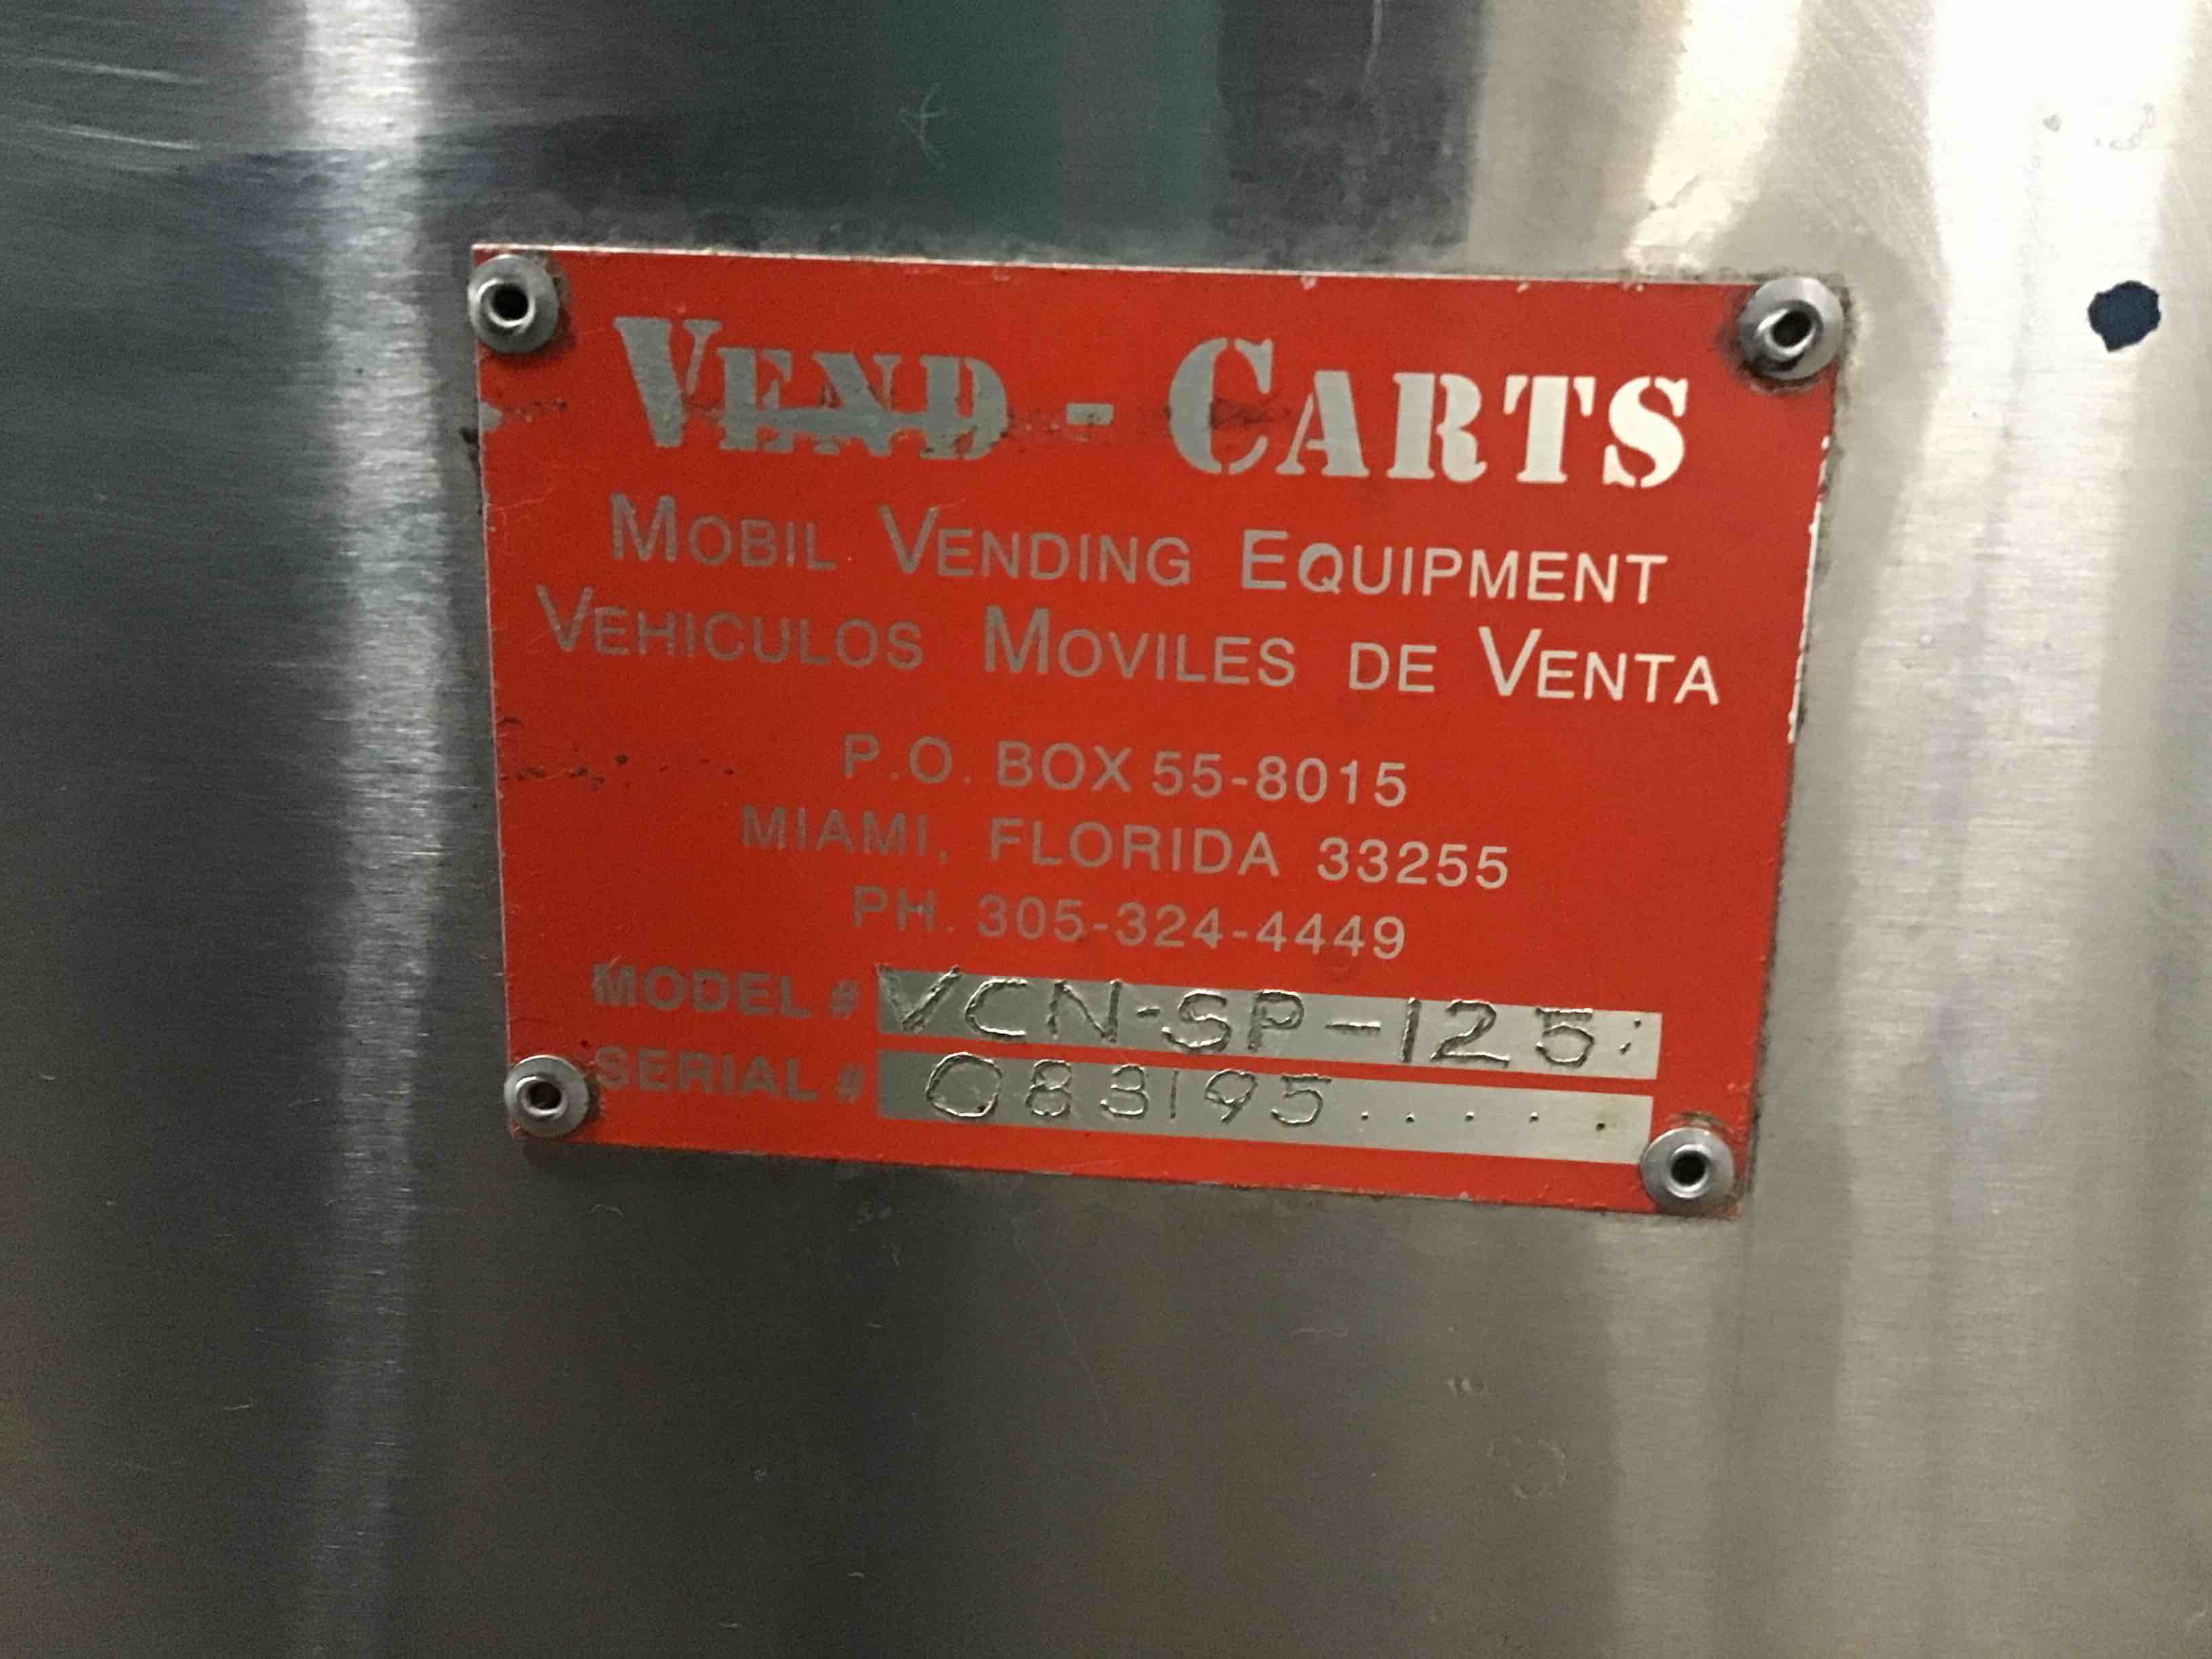 VEND - CARTS
MOBIL VENDING EQUIPMENT
VEHICULOS MOVILES DE VENTA
P.O. BOX 55-8015
MIAMI, FLORIDA 33255
PH. 305-324-4449
MODEL # VCN-SP-125
SERIAL # 083195.....